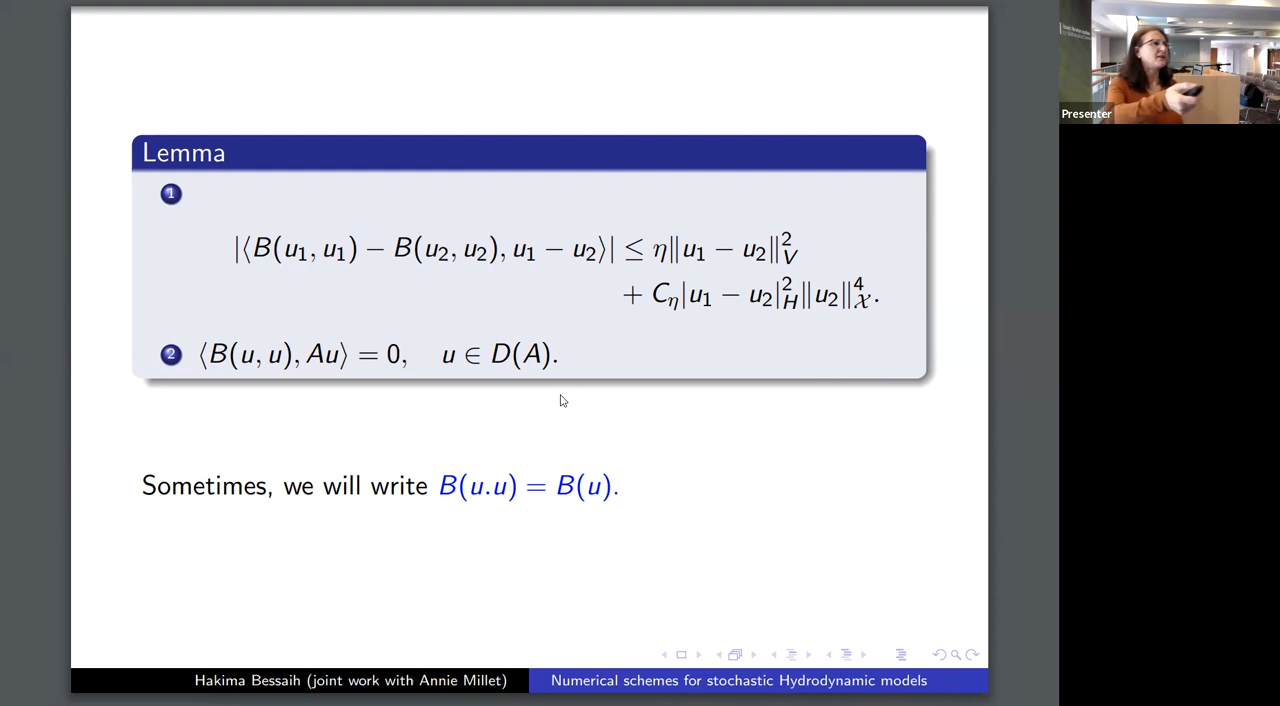 Lemma
1
|⟨B(u₁, u₁) − B(u₂, u₂), u₁ − u₂⟩| ≤ η‖u₁ − u₂‖²_V
+ C_η|u₁ − u₂|²_H‖u₂‖⁴_𝒳.
2 ⟨B(u, u), Au⟩ = 0, u ∈ D(A).
Sometimes, we will write B(u.u) = B(u).
Hakima Bessaih (joint work with Annie Millet) Numerical schemes for stochastic Hydrodynamic models
Presenter